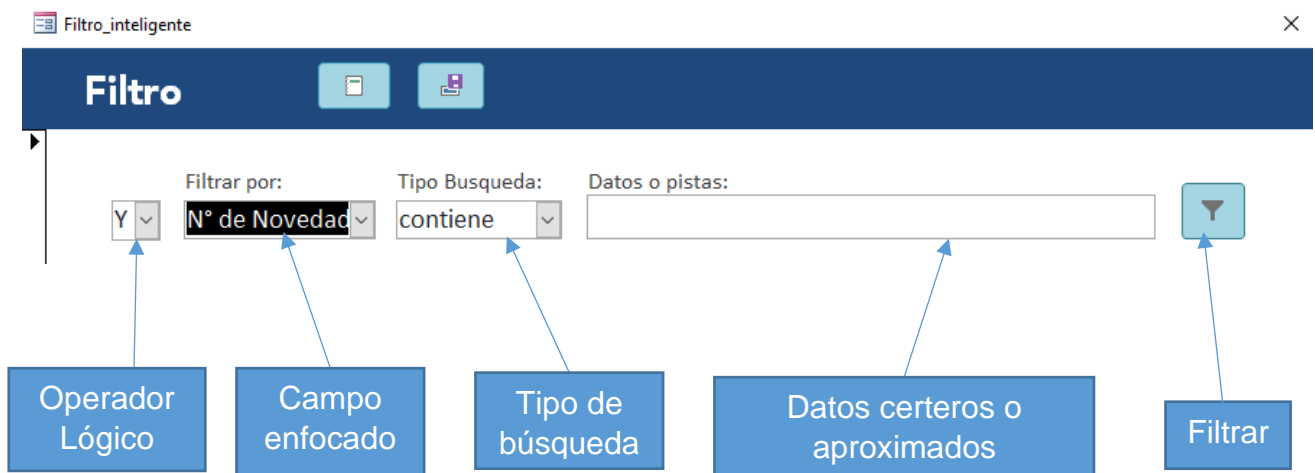 Filtro_inteligente
Filtro
Filtrar por:
Tipo Busqueda:
Datos o pistas:
Y
N° de Novedad
contiene
Operador
Lógico
Campo
enfocado
Tipo de
búsqueda
Datos certeros o
aproximados
Filtrar